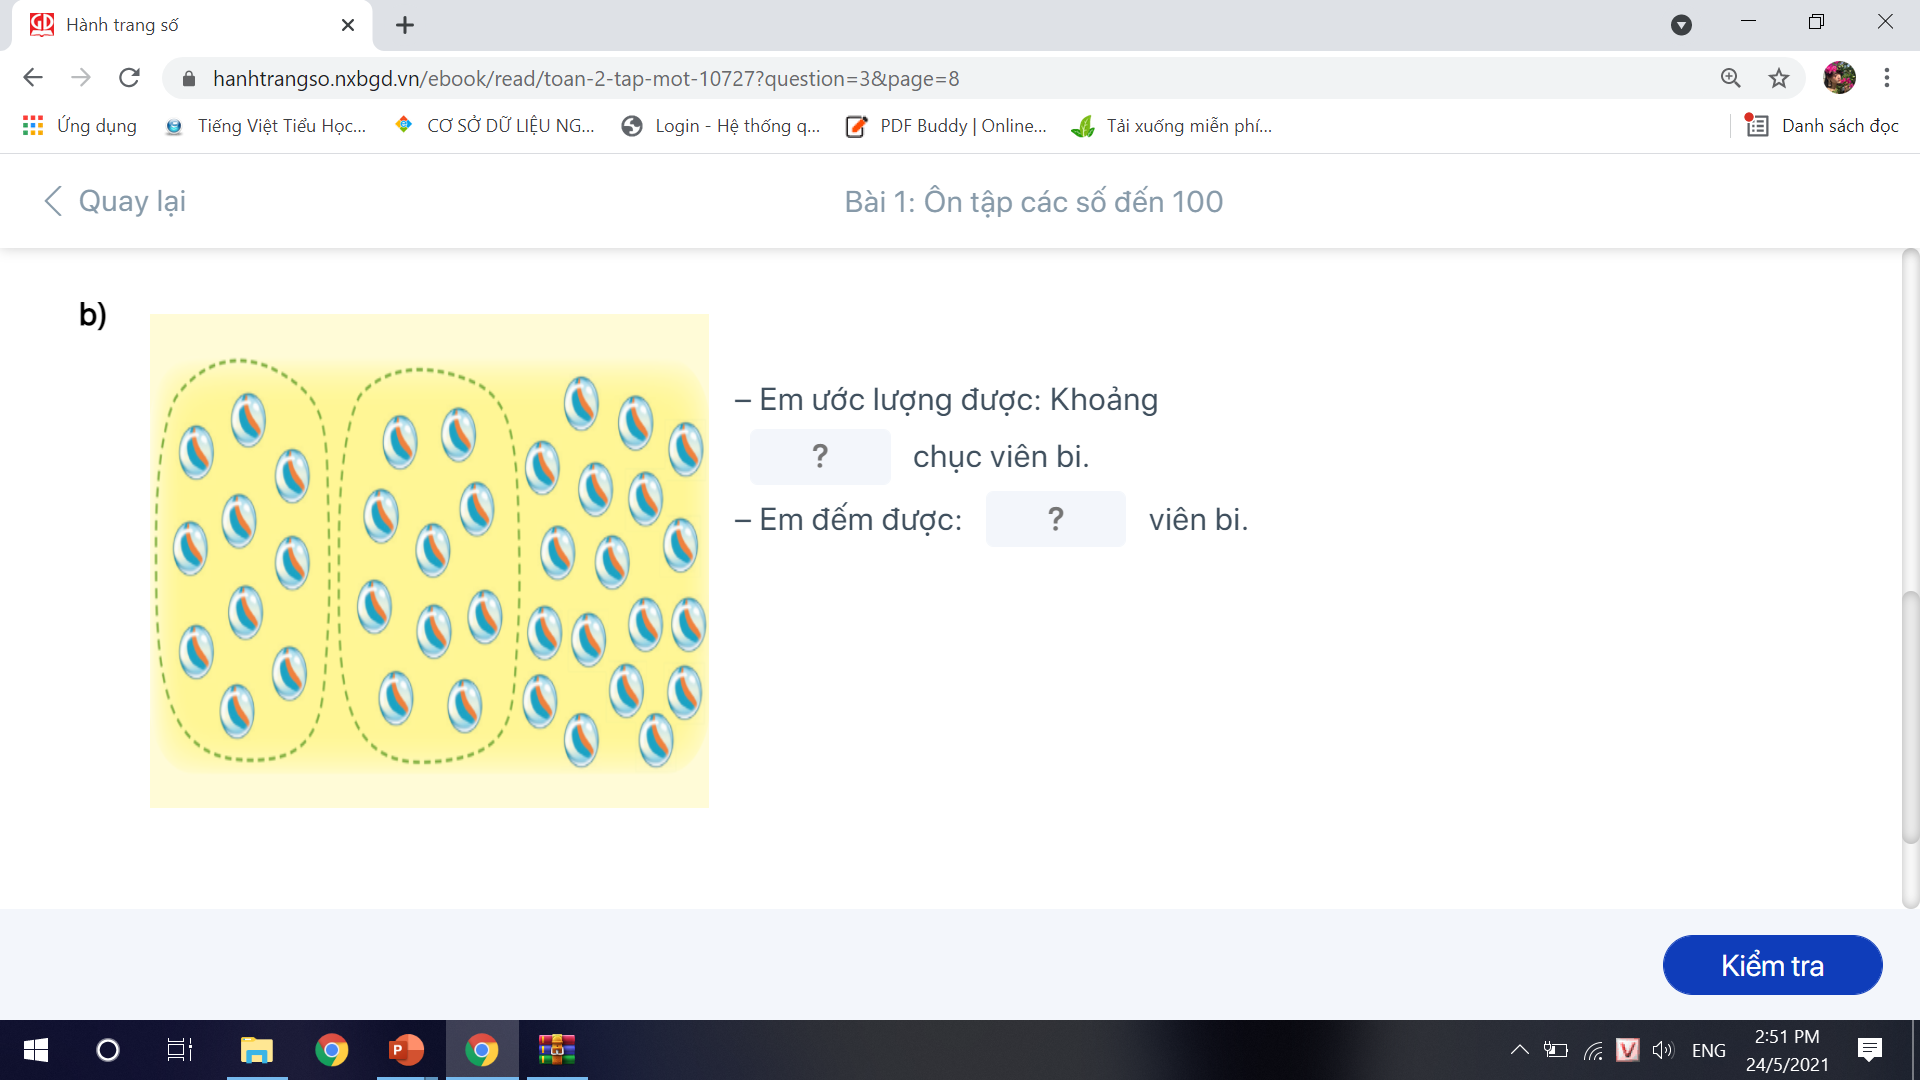 Hành trang số
hanhtrangso.nxbgd.vn/ebook/read/toan-2-tap-mot-10727?question=3&page=8
Ứng dụng
Tiếng Việt Tiểu Học...
CƠ SỞ DỮ LIỆU NG...
Login - Hệ thống q...
PDF Buddy | Online...
Tải xuống miễn phí...
Danh sách đọc
Quay lại
Bài 1: Ôn tập các số đến 100
b)
– Em ước lượng được: Khoảng
? chục viên bi.
– Em đếm được: ? viên bi.
Kiểm tra
ENG
2:51 PM
24/5/2021